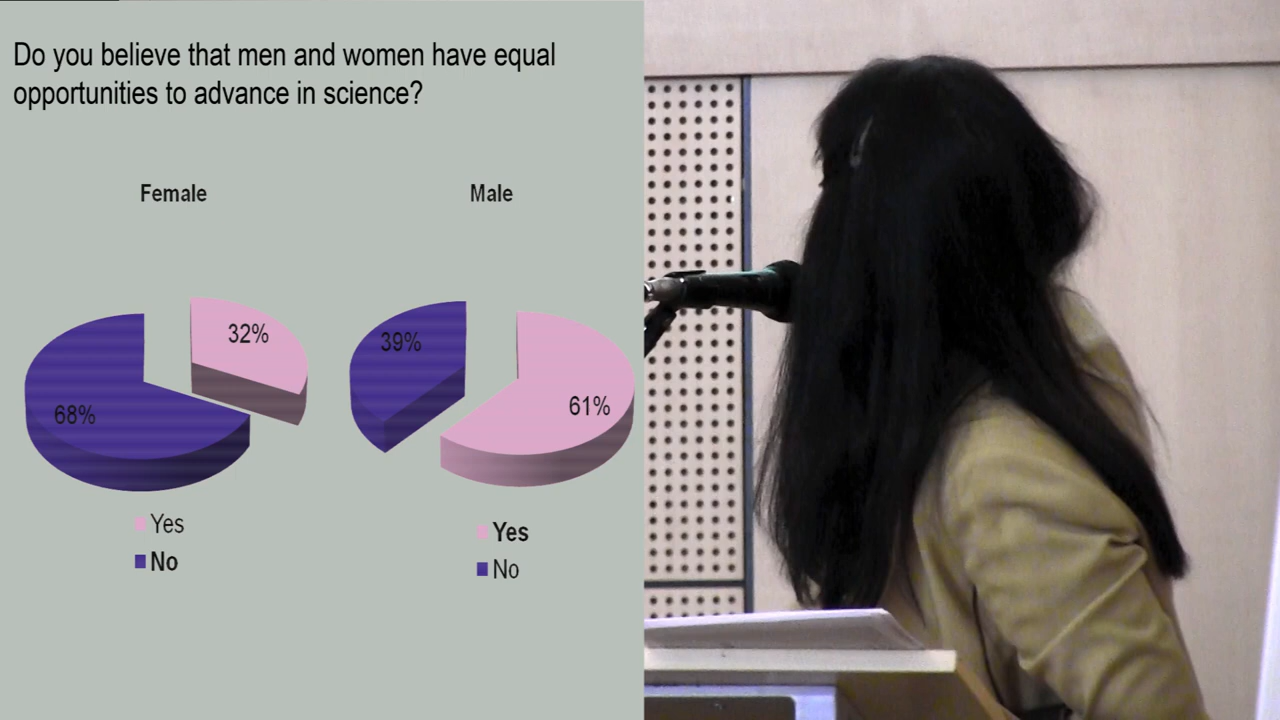 Do you believe that men and women have equal
opportunities to advance in science?
Female
Male
32%
68%
39%
61%
Yes
No
Yes
No